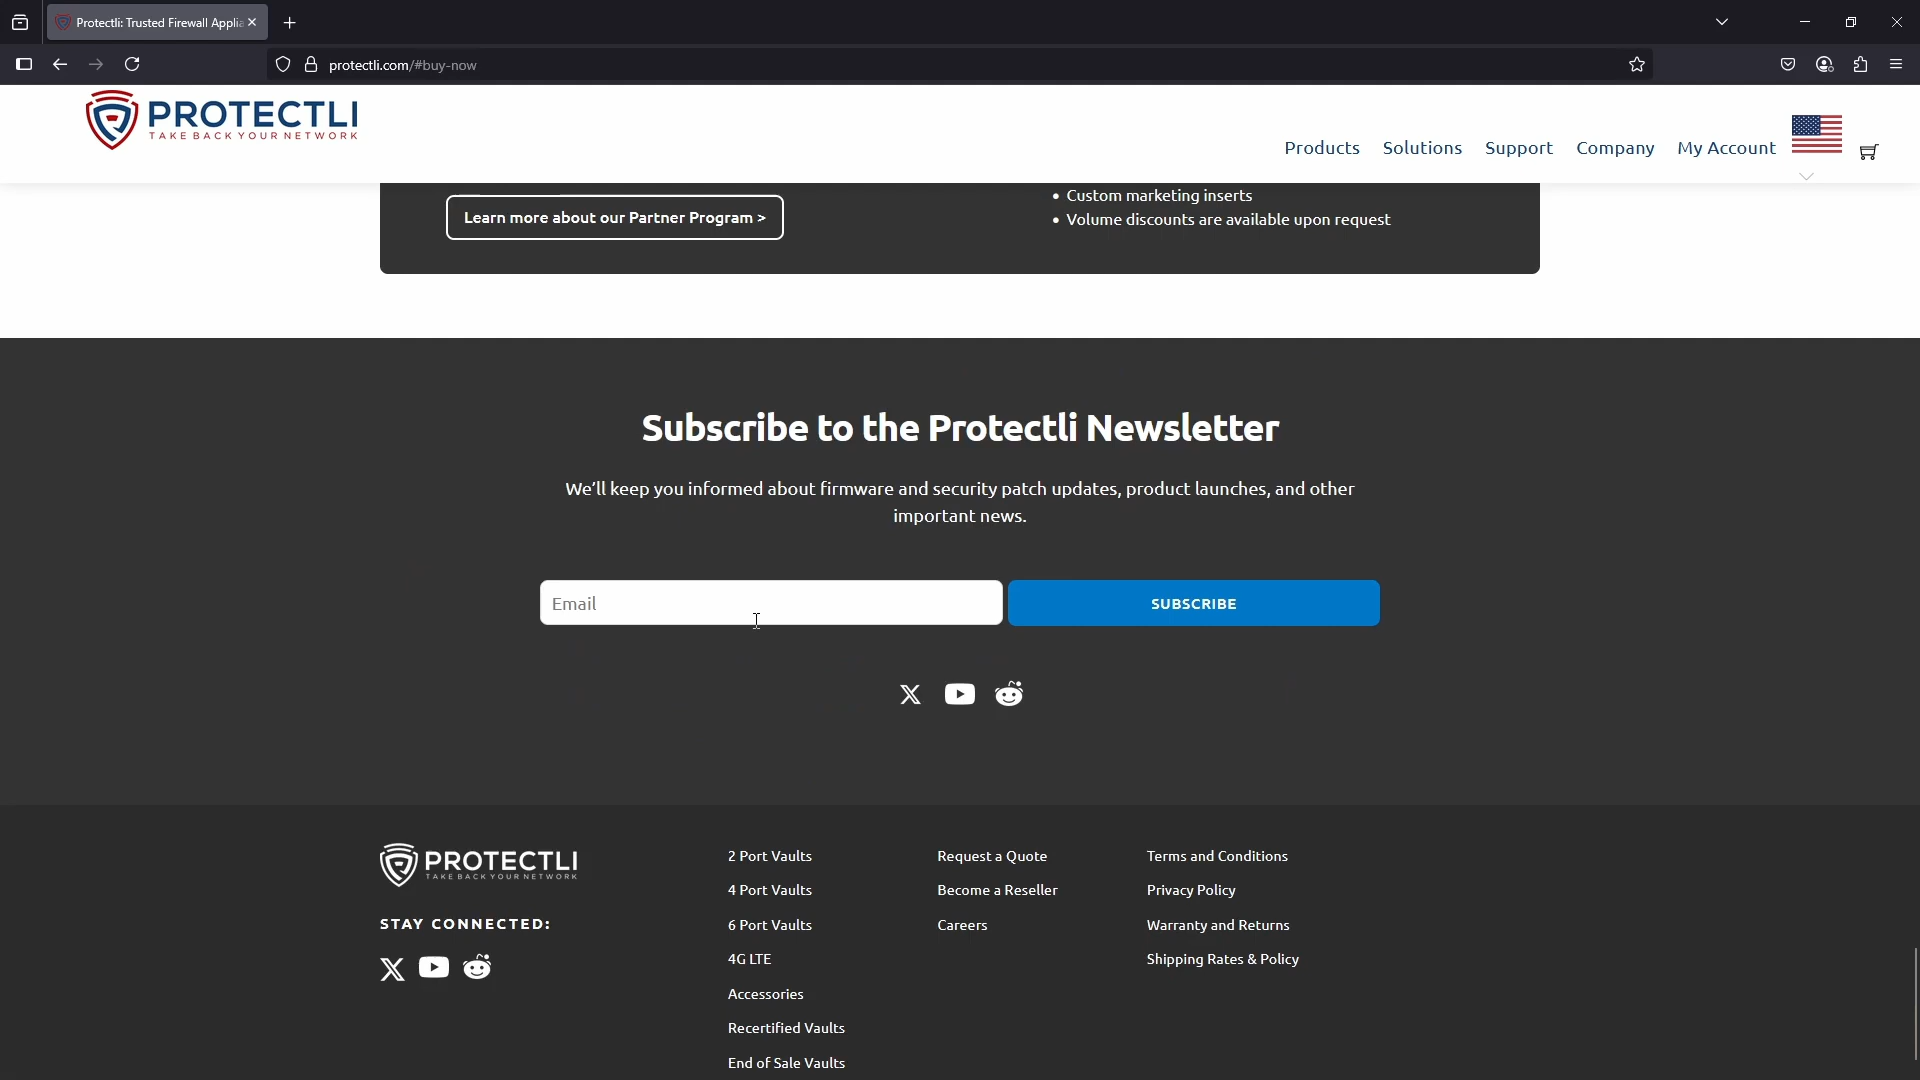 Protectli: Trusted Firewall Applia
protectli.com/#buy-now
PROTECTLI
TAKE BACK YOUR NETWORK
Products
Solutions
Support
Company
My Account
Learn more about our Partner Program >
• Custom marketing inserts
• Volume discounts are available upon request
Subscribe to the Protectli Newsletter
We’ll keep you informed about firmware and security patch updates, product launches, and other
important news.
Email
SUBSCRIBE
PROTECTLI
TAKE BACK YOUR NETWORK
STAY CONNECTED:
2 Port Vaults
4 Port Vaults
6 Port Vaults
4G LTE
Accessories
Recertified Vaults
End of Sale Vaults
Request a Quote
Become a Reseller
Careers
Terms and Conditions
Privacy Policy
Warranty and Returns
Shipping Rates & Policy